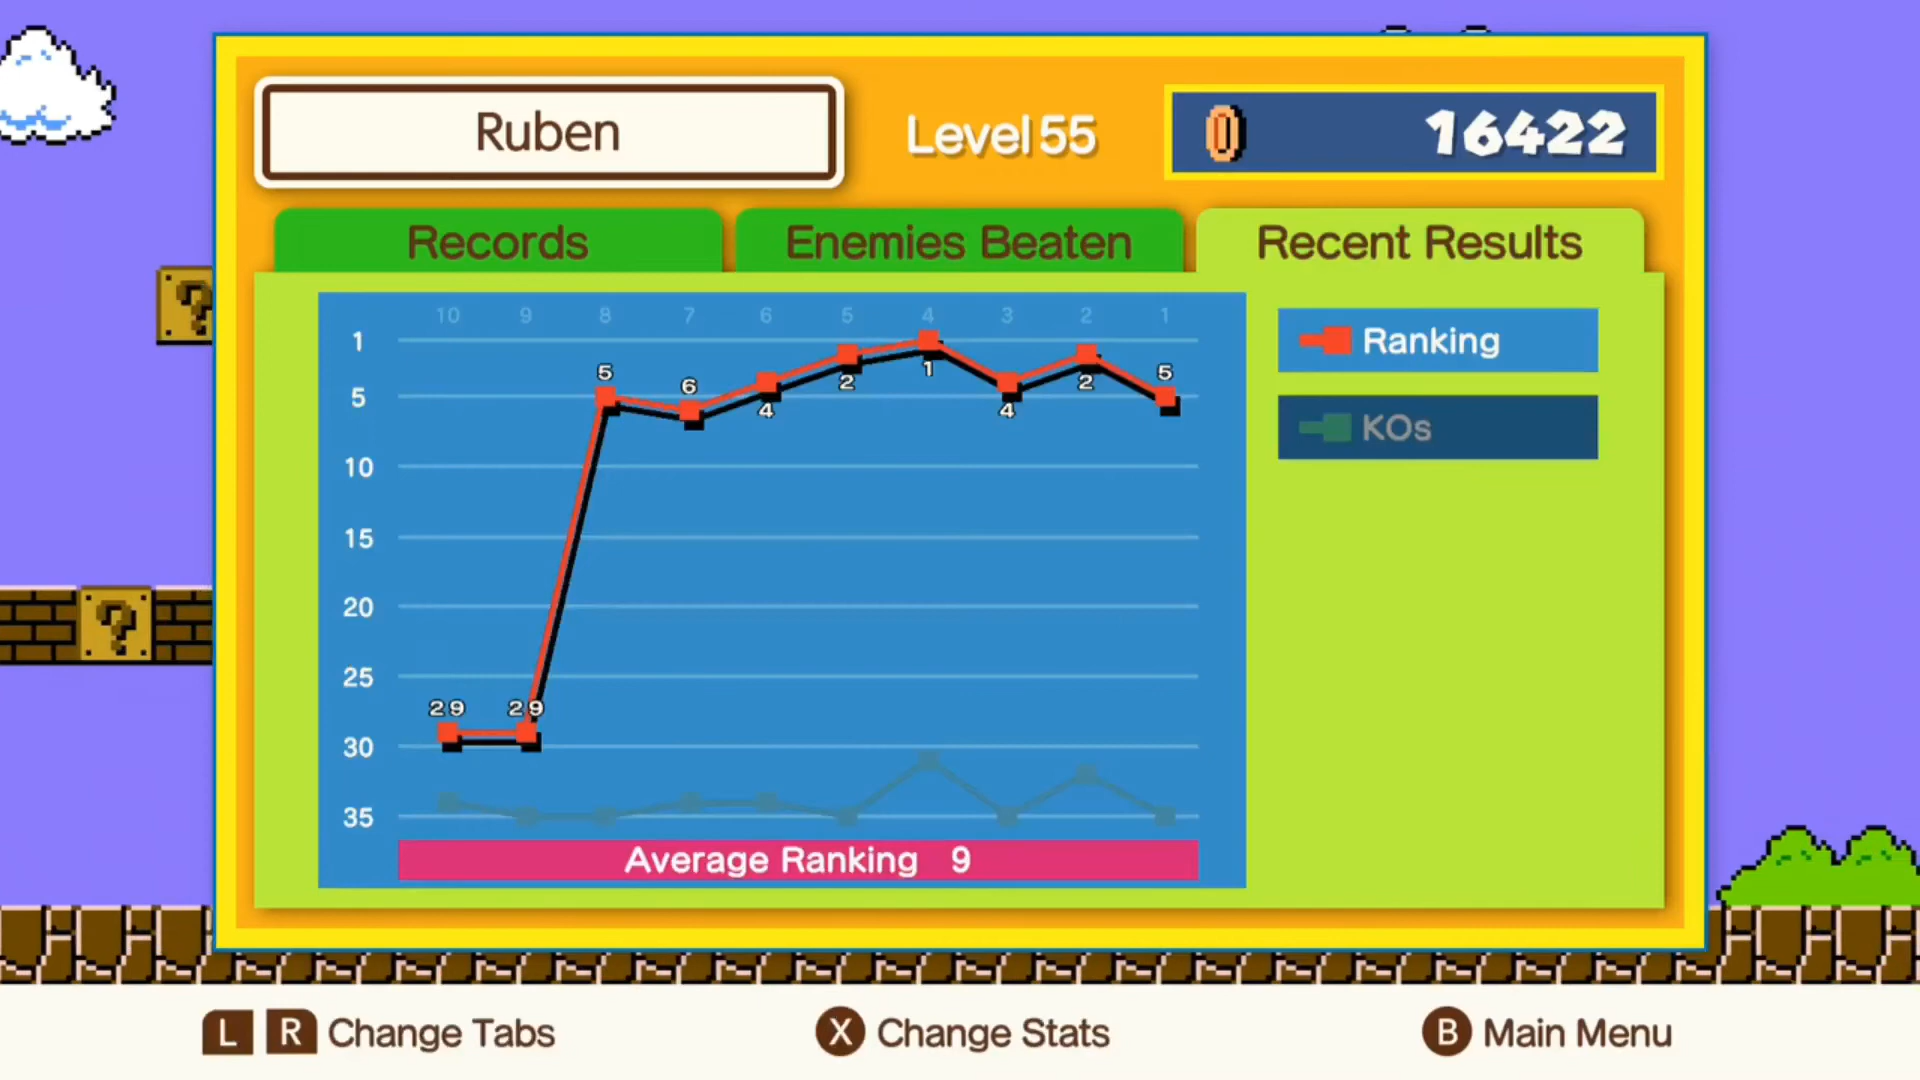 Ruben Level 55 16422
Records Enemies Beaten Recent Results
10 9 8 7 6 5 4 3 2 1
1
5
10
15
20
25
30
35
29 29 5 6 4 2 1 4 2 5
Average Ranking 9
Ranking
KOs
L R Change Tabs X Change Stats B Main Menu